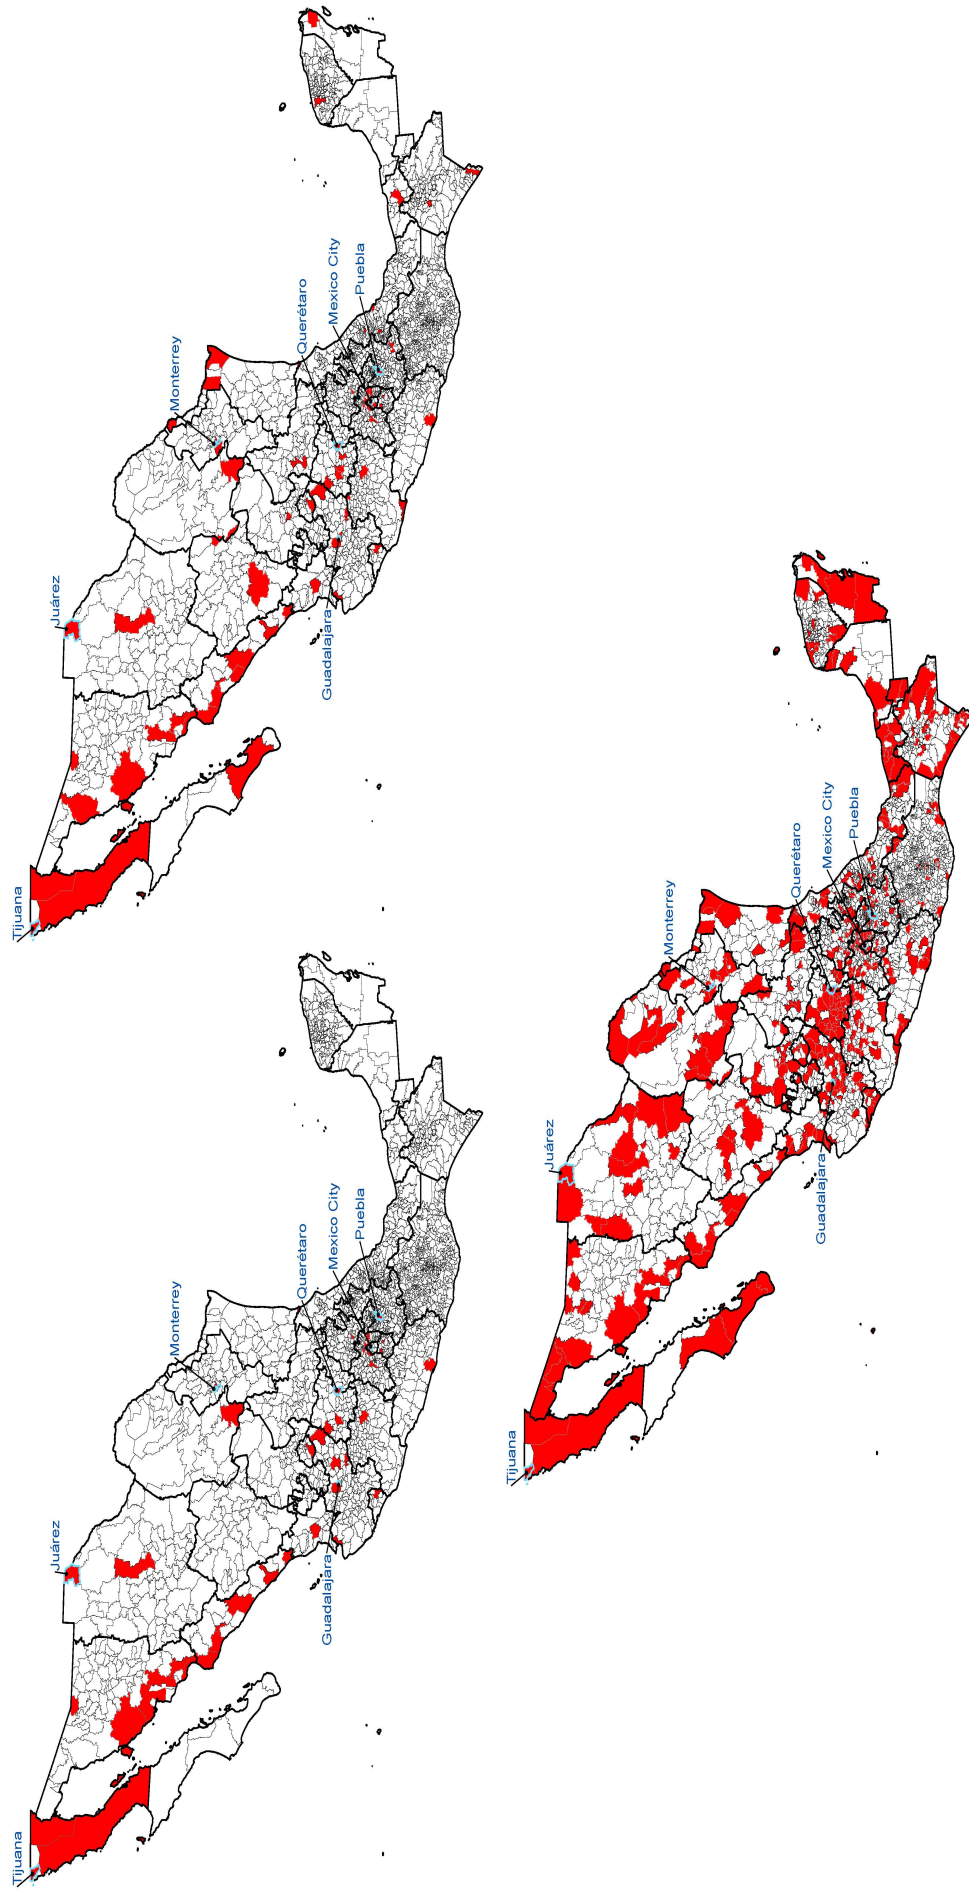 Tijuana
Juárez
Monterrey
Querétaro
Mexico City
Puebla
Guadalajara
Tijuana
Juárez
Monterrey
Querétaro
Mexico City
Puebla
Guadalajara
Tijuana
Juárez
Monterrey
Querétaro
Mexico City
Puebla
Guadalajara